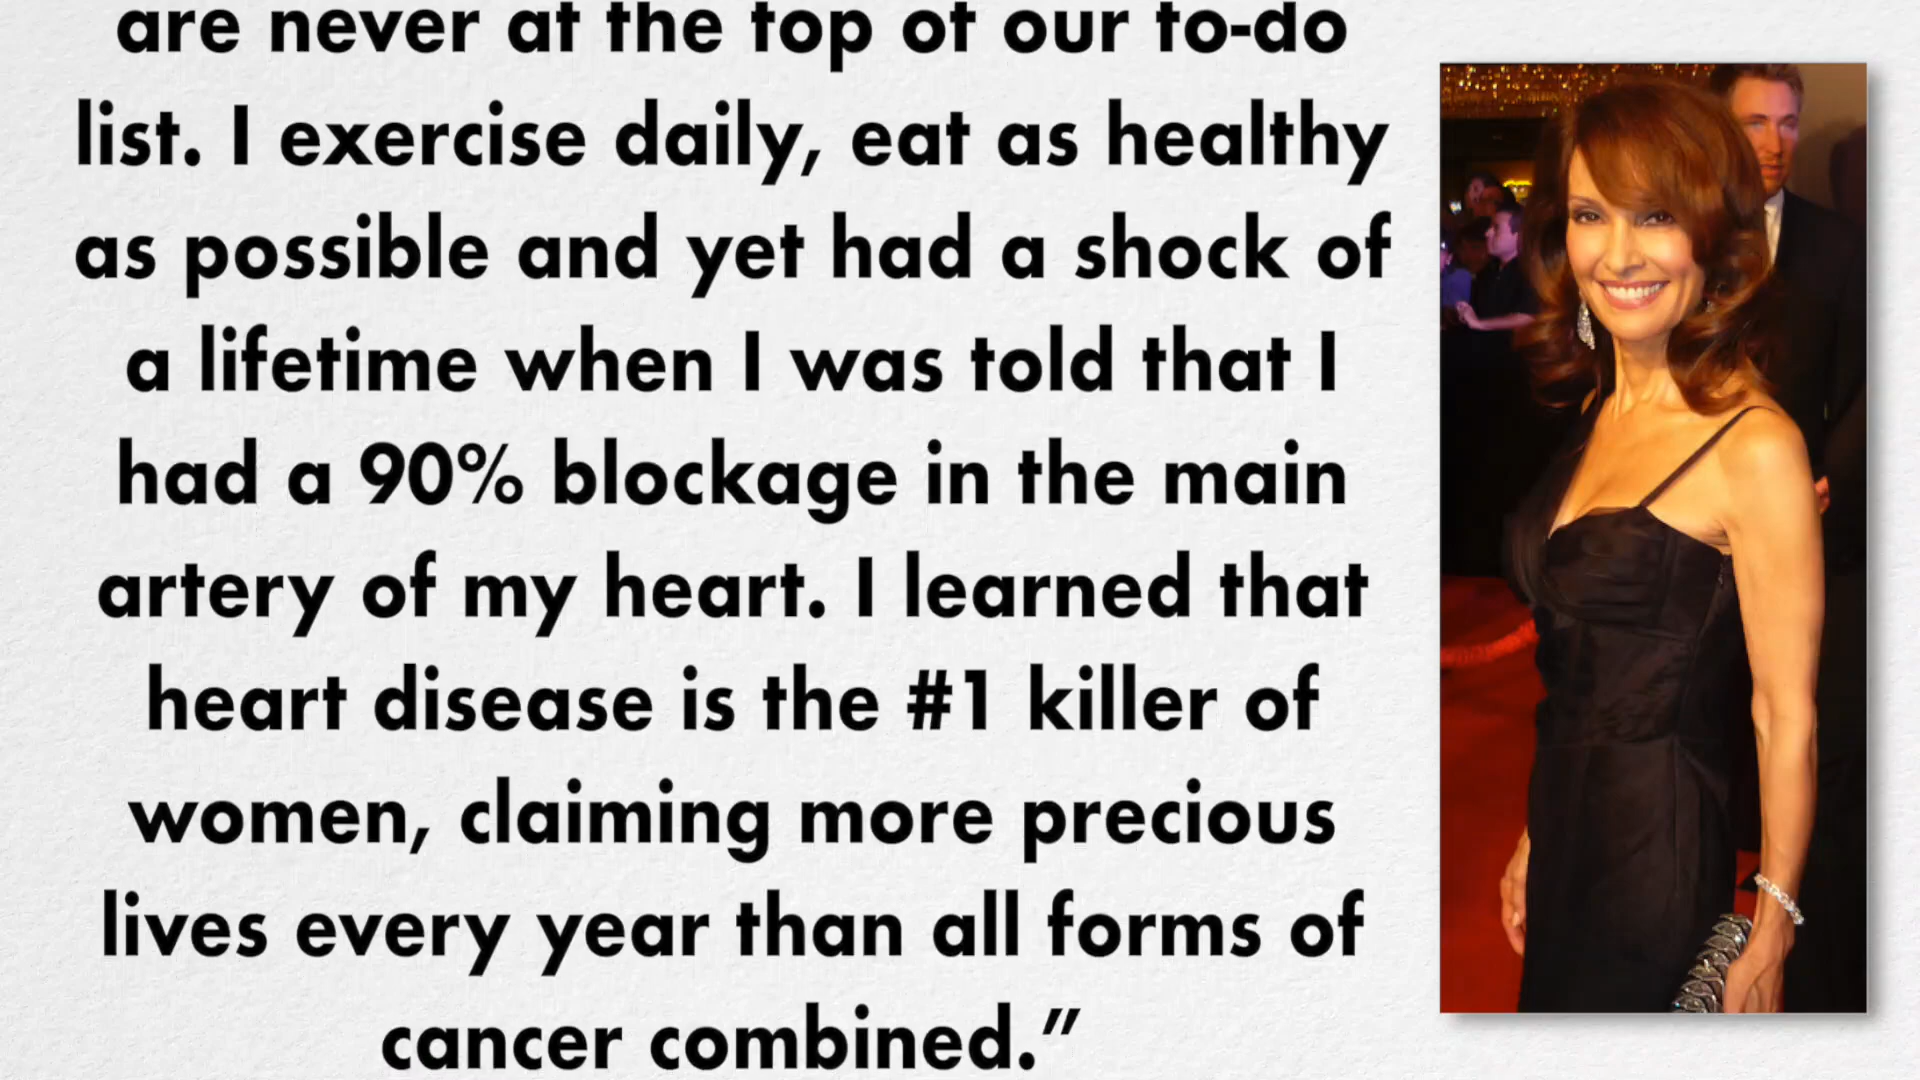 are never at the top of our to-do
list. I exercise daily, eat as healthy
as possible and yet had a shock of
a lifetime when I was told that I
had a 90% blockage in the main
artery of my heart. I learned that
heart disease is the #1 killer of
women, claiming more precious
lives every year than all forms of
cancer combined.”